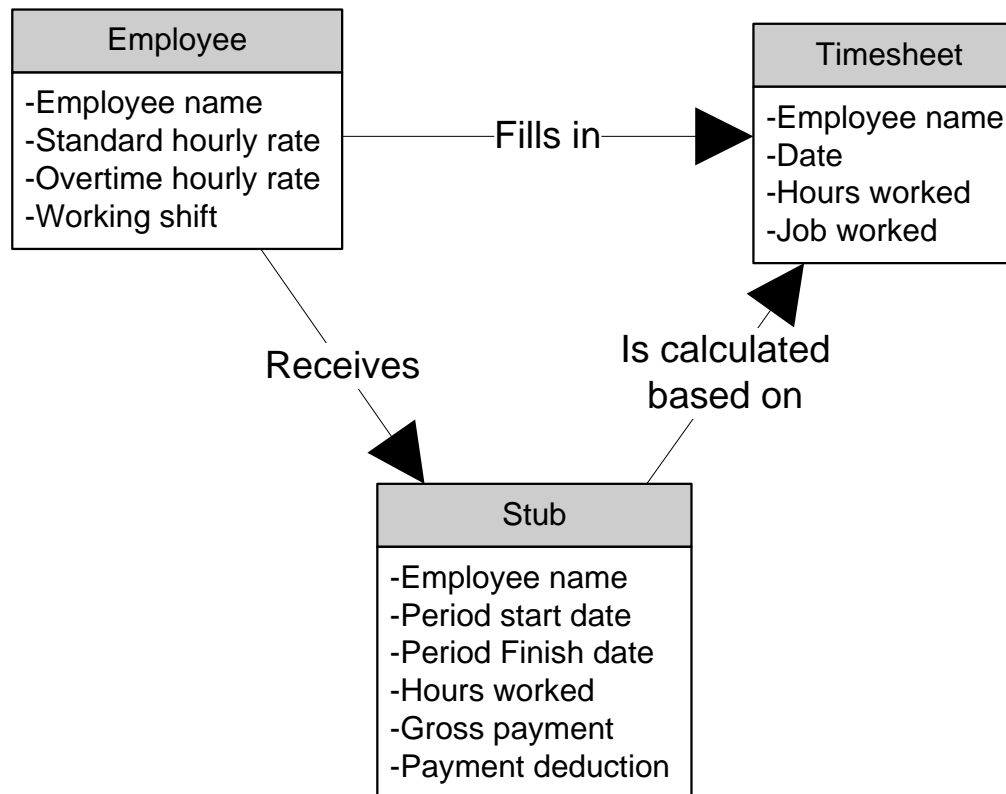 Employee
-Employee name
-Standard hourly rate
-Overtime hourly rate
-Working shift
Fills in
Timesheet
-Employee name
-Date
-Hours worked
-Job worked
Receives
Is calculated
based on
Stub
-Employee name
-Period start date
-Period Finish date
-Hours worked
-Gross payment
-Payment deduction